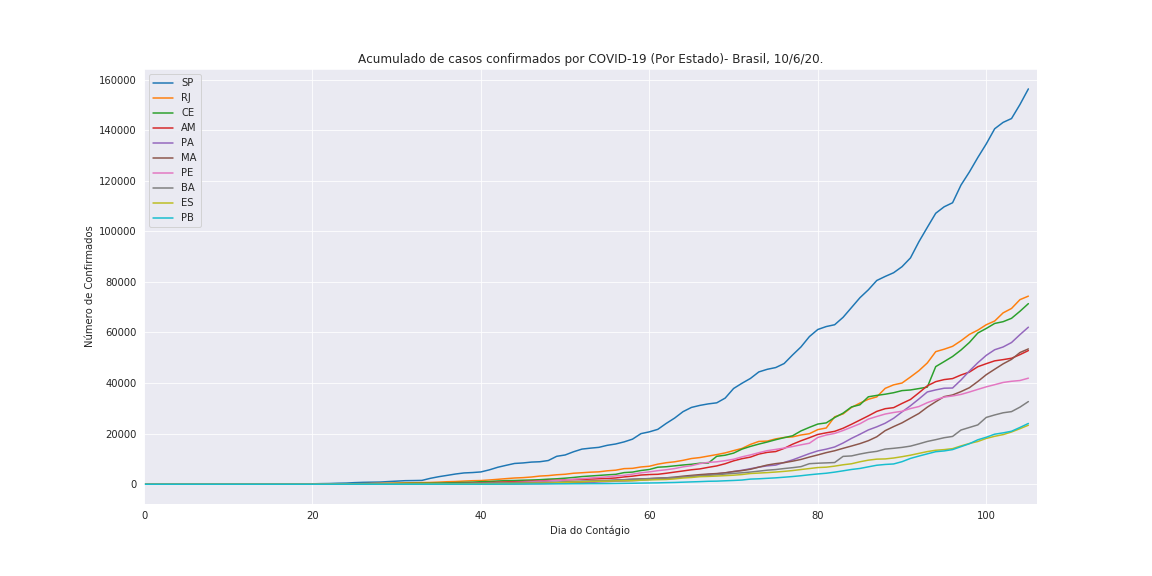 Acumulado de casos confirmados por COVID-19 (Por Estado)- Brasil, 10/6/20.
160000
140000
120000
100000
80000
60000
40000
20000
0
Número de Confirmados
SP
RJ
CE
AM
PA
MA
PE
BA
ES
PB
0 20 40 60 80 100
Dia do Contágio